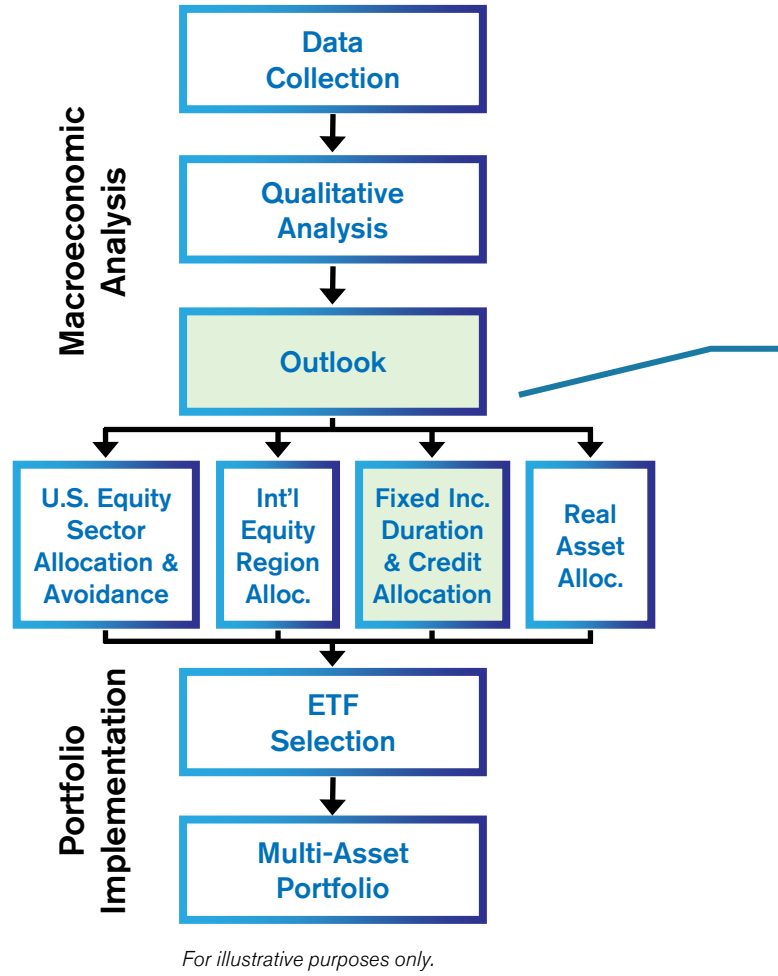 Macroeconomic
Analysis
Data
Collection
Qualitative
Analysis
Outlook
U.S. Equity
Sector
Allocation &
Avoidance
Int'l
Equity
Region
Alloc.
Fixed Inc.
Duration
& Credit
Allocation
Real
Asset
Alloc.
Portfolio
Implementation
ETF
Selection
Multi-Asset
Portfolio
For illustrative purposes only.